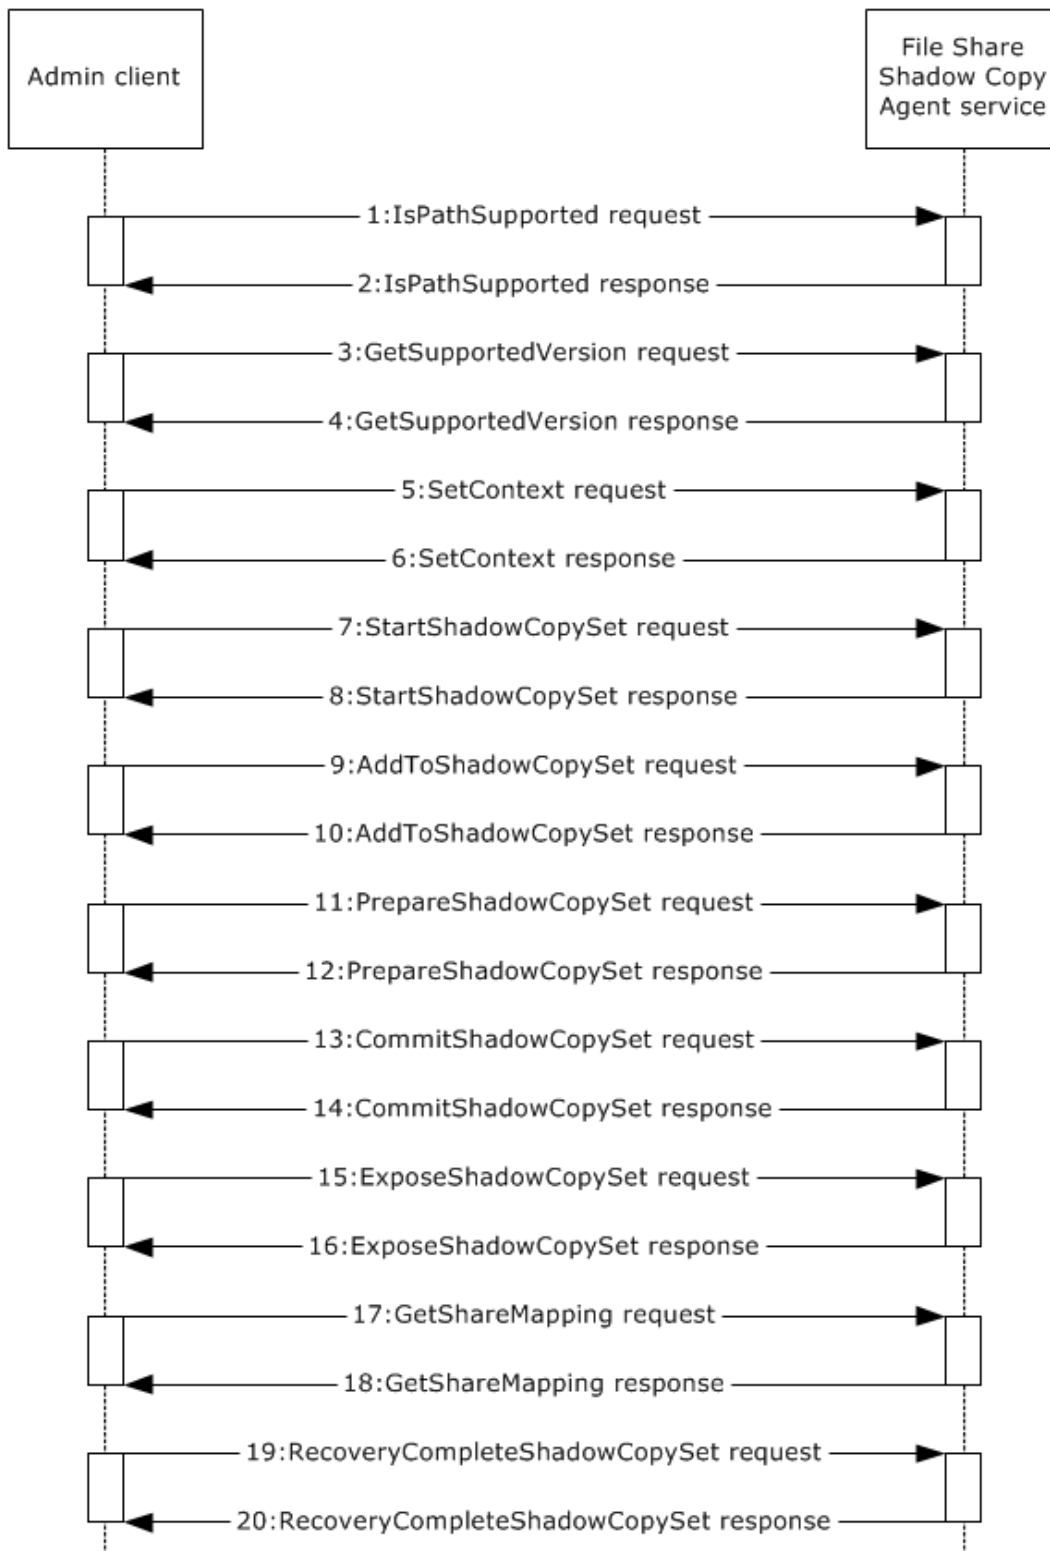 Admin client
File Share
Shadow Copy
Agent service
1:IsPathSupported request
2:IsPathSupported response
3:GetSupportedVersion request
4:GetSupportedVersion response
5:SetContext request
6:SetContext response
7:StartShadowCopySet request
8:StartShadowCopySet response
9:AddToShadowCopySet request
10:AddToShadowCopySet response
11:PrepareShadowCopySet request
12:PrepareShadowCopySet response
13:CommitShadowCopySet request
14:CommitShadowCopySet response
15:ExposeShadowCopySet request
16:ExposeShadowCopySet response
17:GetShareMapping request
18:GetShareMapping response
19:RecoveryCompleteShadowCopySet request
20:RecoveryCompleteShadowCopySet response